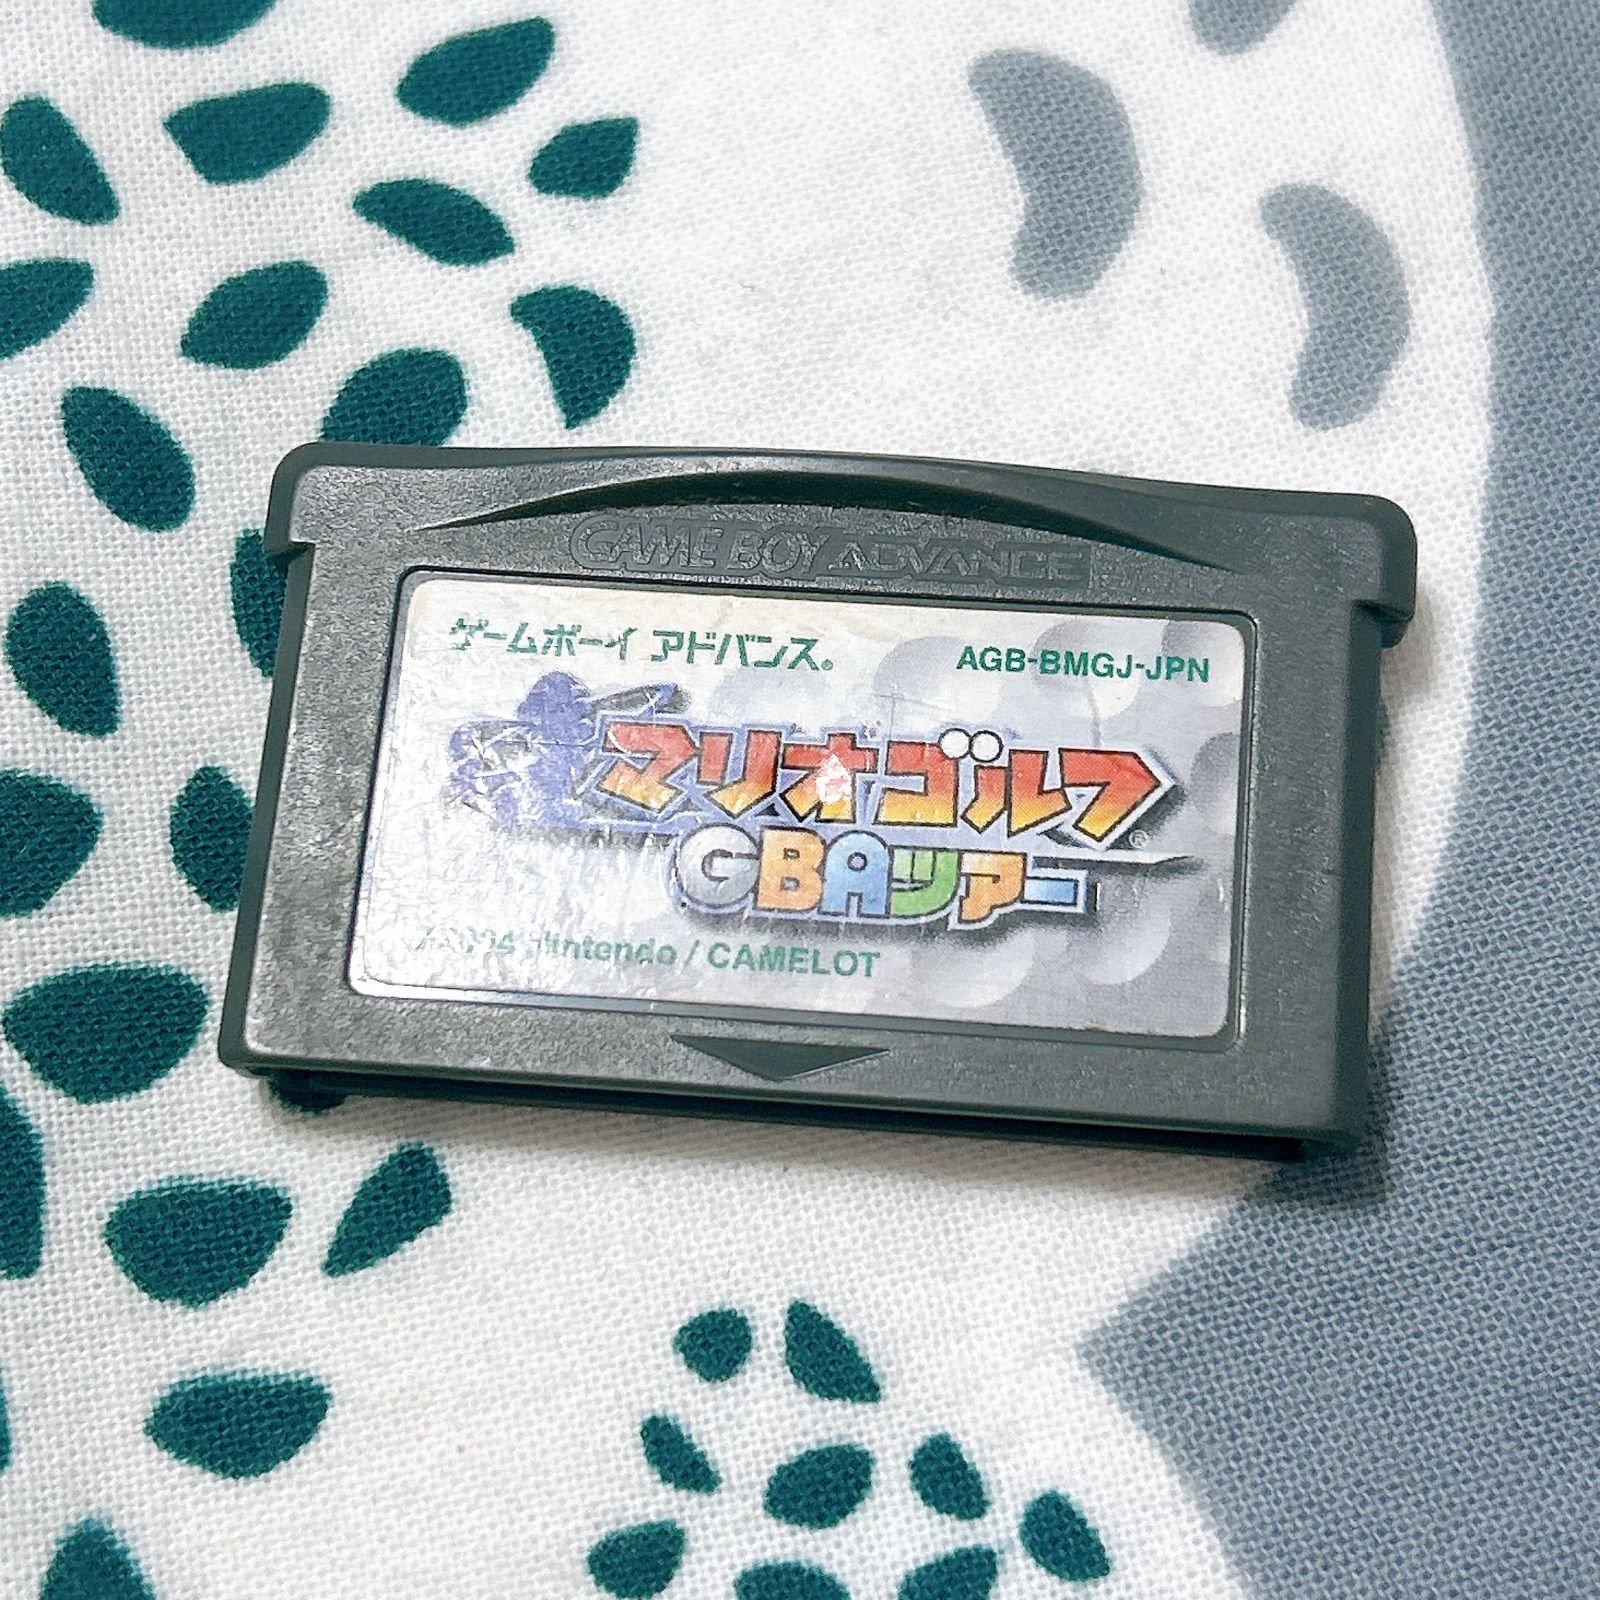 GAME BOY ADVANCE
ゲームボーイ アドバンス®
AGB-BMGJ-JPN
マリオゴルフ®
GBAツアー
2004 Nintendo / CAMELOT